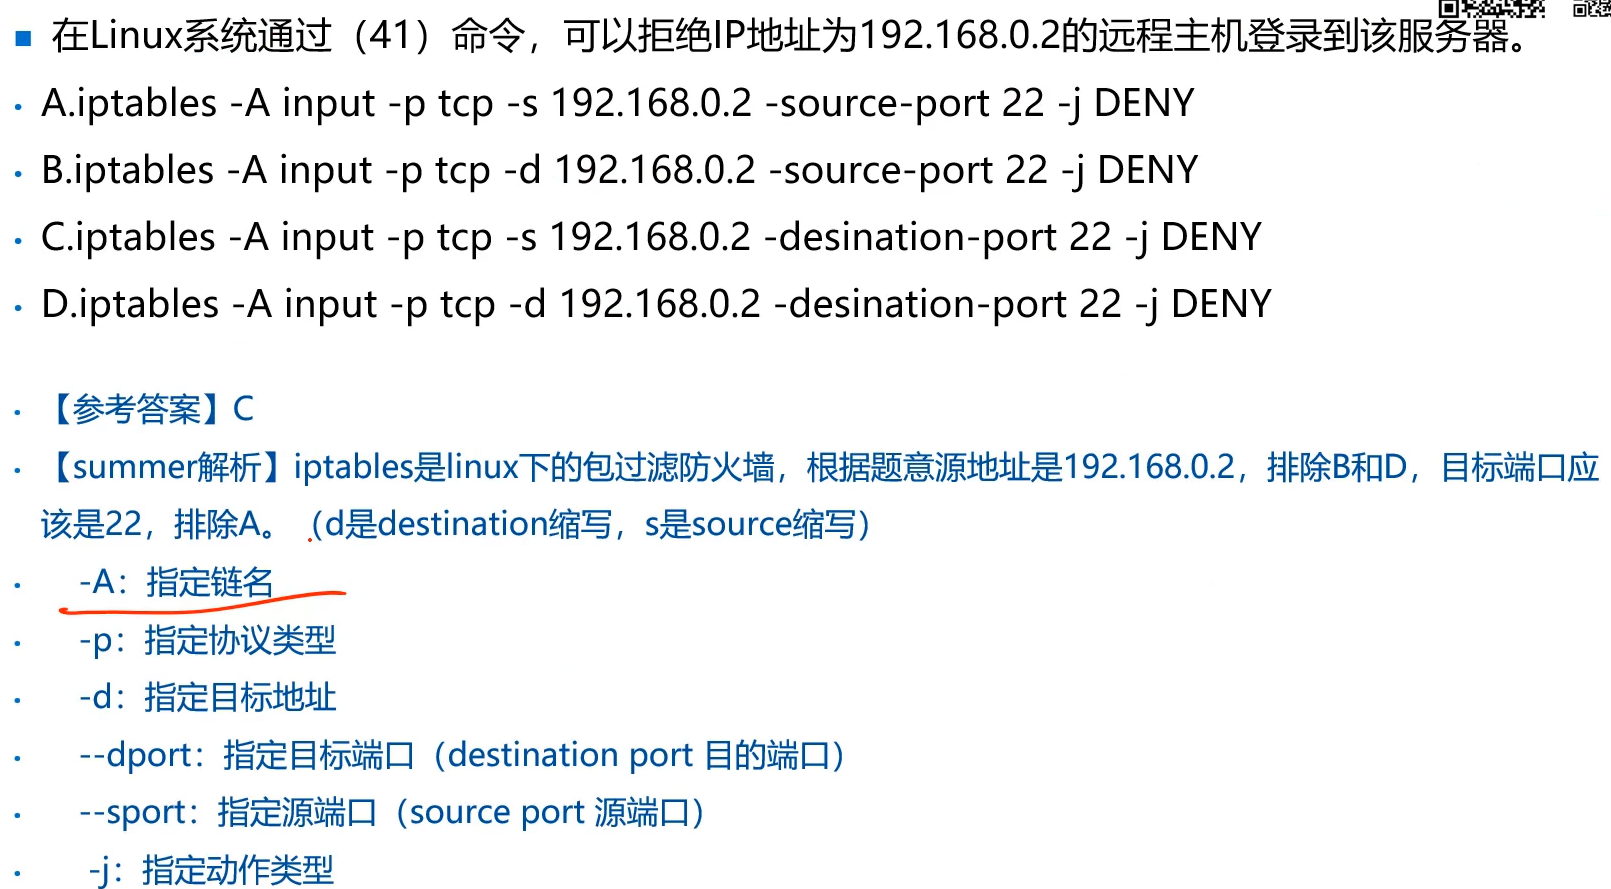 在Linux系统通过（41）命令，可以拒绝IP地址为192.168.0.2的远程主机登录到该服务器。
A.iptables -A input -p tcp -s 192.168.0.2 -source-port 22 -j DENY
B.iptables -A input -p tcp -d 192.168.0.2 -source-port 22 -j DENY
C.iptables -A input -p tcp -s 192.168.0.2 -desination-port 22 -j DENY
D.iptables -A input -p tcp -d 192.168.0.2 -desination-port 22 -j DENY
【参考答案】C
【summer解析】iptables是linux下的包过滤防火墙，根据题意源地址是192.168.0.2，排除B和D，目标端口应
该是22，排除A。（d是destination缩写，s是source缩写）
-A：指定链名
-p：指定协议类型
-d：指定目标地址
--dport：指定目标端口（destination port 目的端口）
--sport：指定源端口（source port 源端口）
-j：指定动作类型